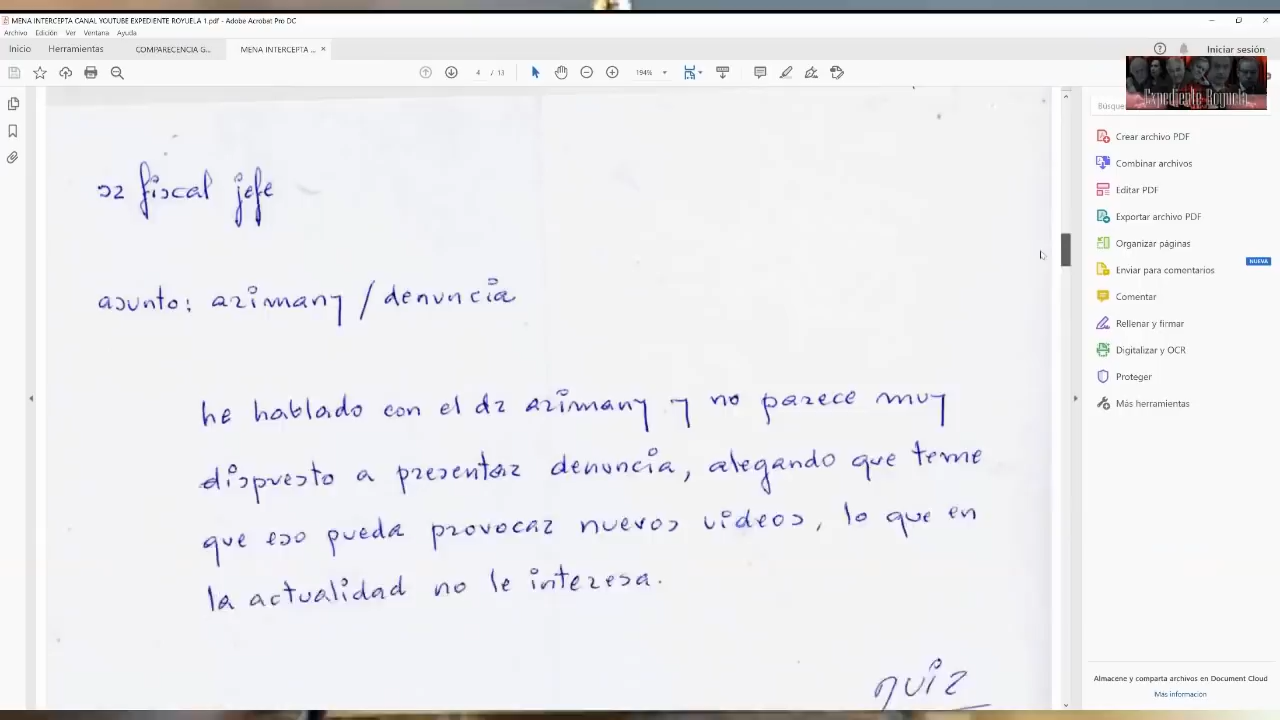 MENA INTERCEPTA CANAL YOUTUBE EXPEDIENTE ROYUELA 1.pdf - Adobe Acrobat Pro DC
Archivo Edición Ver Ventana Ayuda
Inicio Herramientas COMPARECENCIA G... MENA INTERCEPTA ... × Iniciar sesión
4 / 13 194%
Expediente Royuela
Búsque
sr fiscal jefe
asunto: arimany / denuncia
he hablado con el dr arimany y no parece muy
dispuesto a presentar denuncia, alegando que teme
que eso pueda provocar nuevos videos, lo que en
la actualidad no le interesa.
ruiz
Crear archivo PDF
Combinar archivos
Editar PDF
Exportar archivo PDF
Organizar páginas
Enviar para comentarios NUEVA
Comentar
Rellenar y firmar
Digitalizar y OCR
Proteger
Más herramientas
Almacene y comparta archivos en Document Cloud
Más información